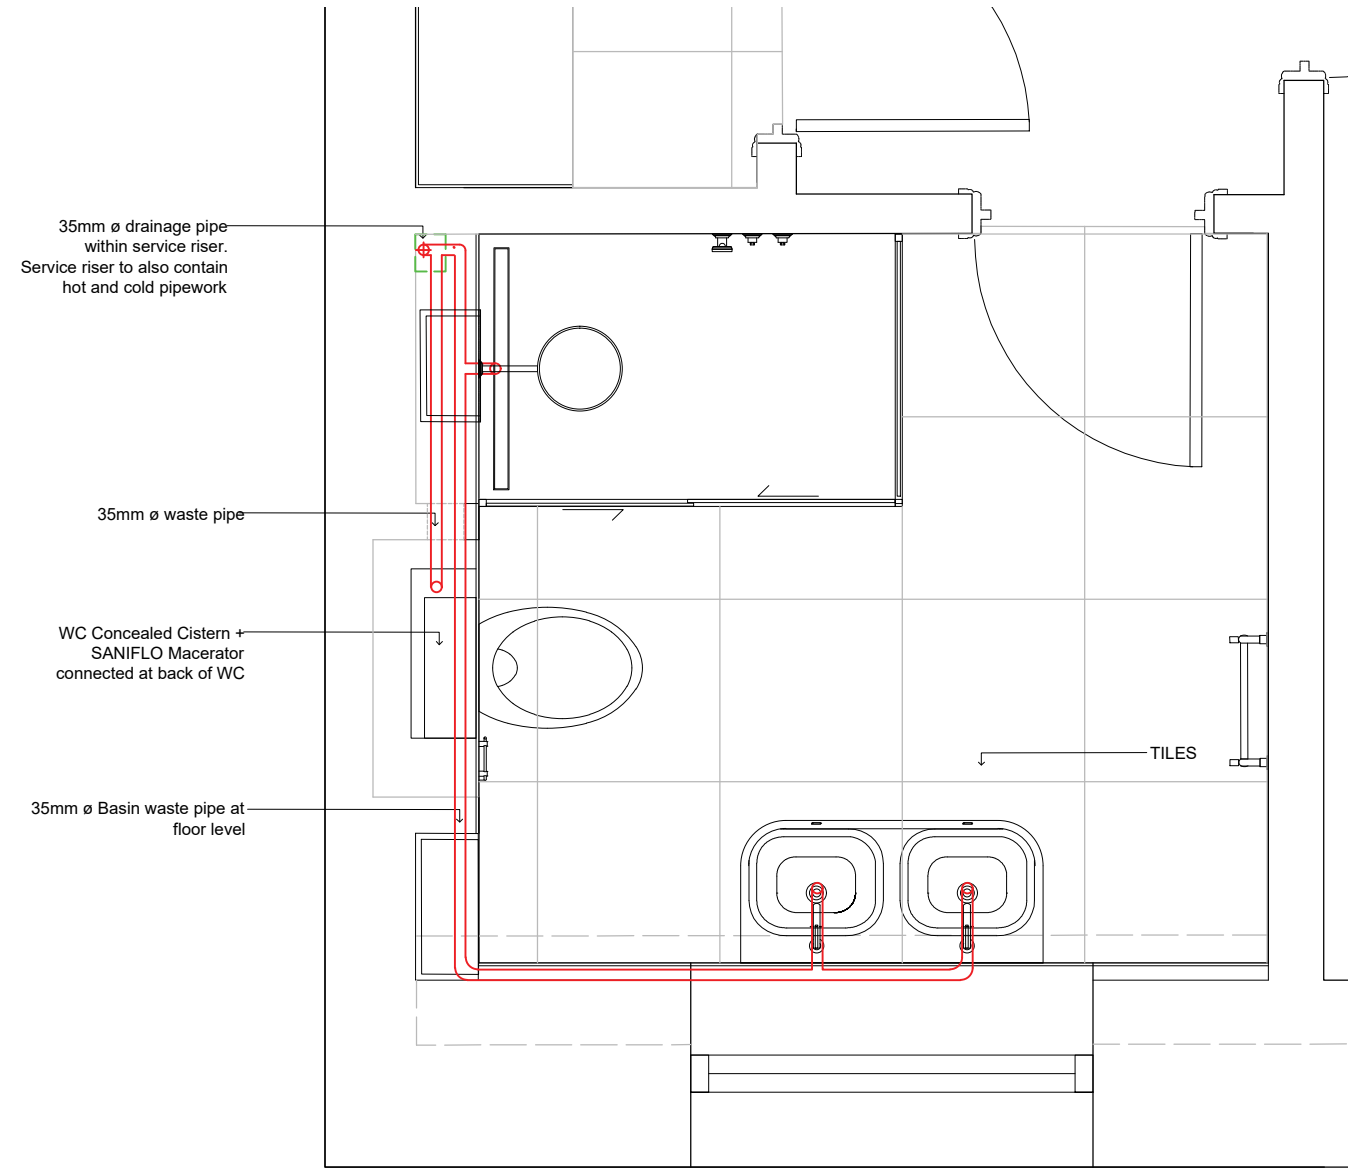 35mm ø drainage pipe
within service riser.
Service riser to also contain
hot and cold pipework
35mm ø waste pipe
WC Concealed Cistern +
SANIFLO Macerator
connected at back of WC
TILES
35mm ø Basin waste pipe at
floor level